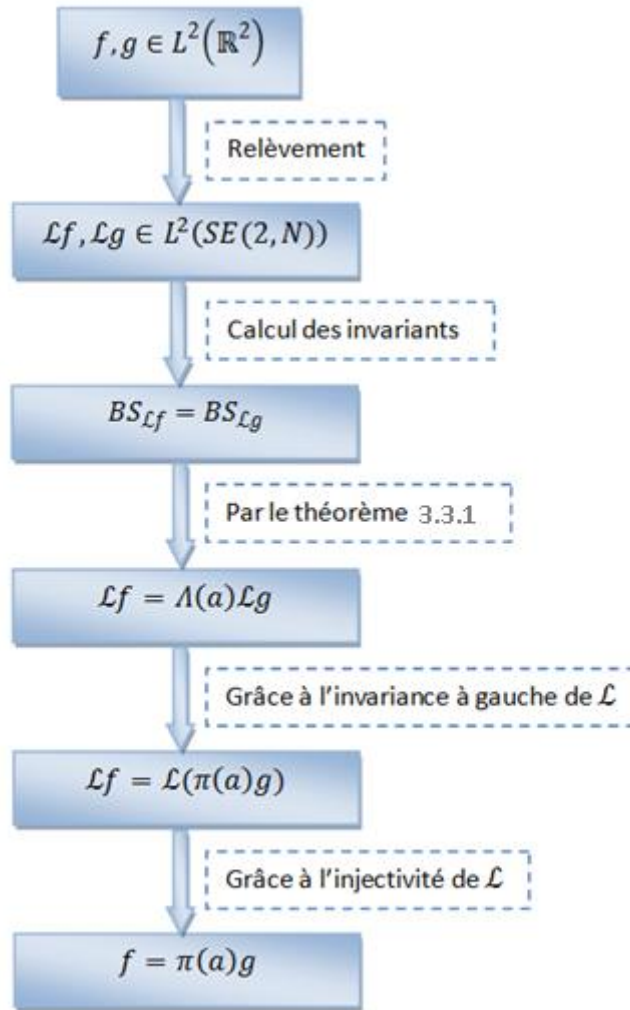 f, g ∈ L²(ℝ²)
Relèvement
ℒf, ℒg ∈ L²(SE(2, N))
Calcul des invariants
BS_ℒf = BS_ℒg
Par le théorème 3.3.1
ℒf = Λ(a)ℒg
Grâce à l'invariance à gauche de ℒ
ℒf = ℒ(π(a)g)
Grâce à l'injectivité de ℒ
f = π(a)g